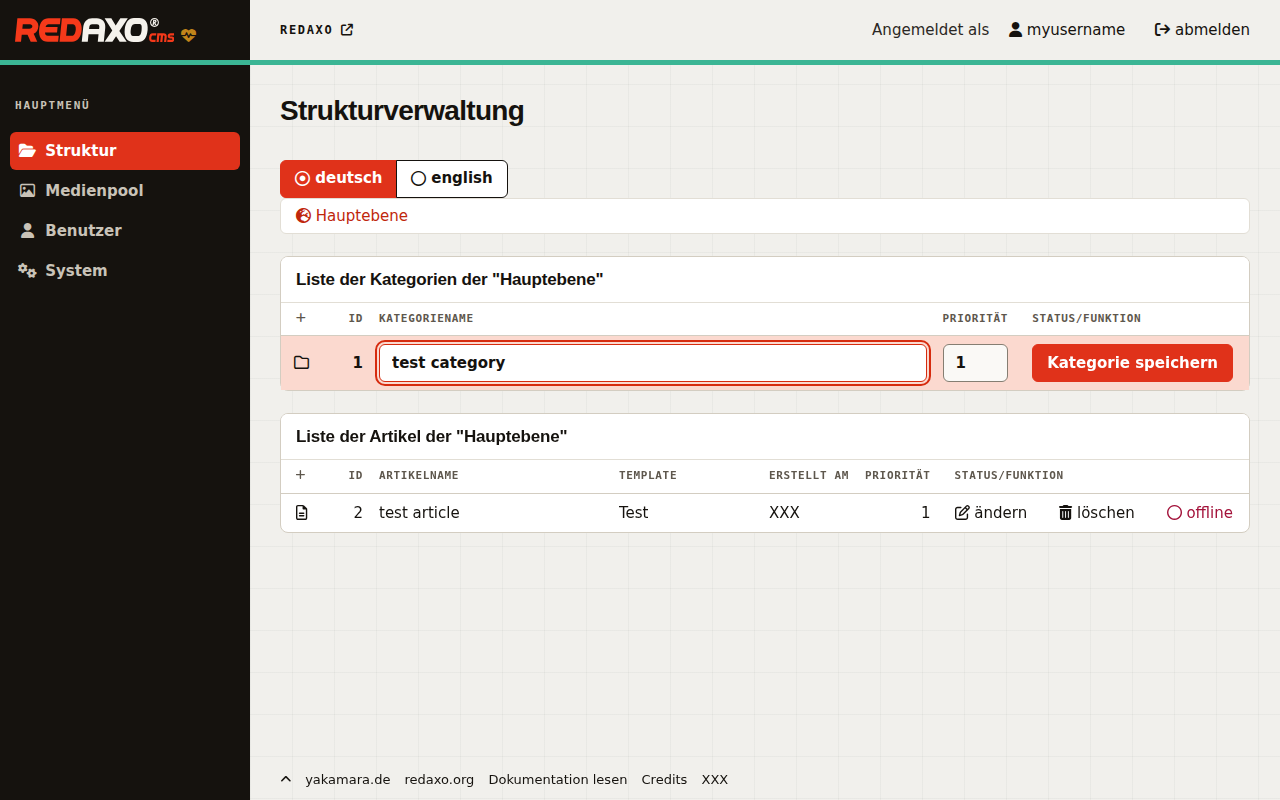 REDAXO® cms
REDAXO
Angemeldet als myusername abmelden
HAUPTMENÜ
Struktur
Medienpool
Benutzer
System
Strukturverwaltung
deutsch english
Hauptebene
Liste der Kategorien der "Hauptebene"
+ ID KATEGORIENAME PRIORITÄT STATUS/FUNKTION
1 test category 1 Kategorie speichern
Liste der Artikel der "Hauptebene"
+ ID ARTIKELNAME TEMPLATE ERSTELLT AM PRIORITÄT STATUS/FUNKTION
2 test article Test XXX 1 ändern löschen offline
yakamara.de redaxo.org Dokumentation lesen Credits XXX